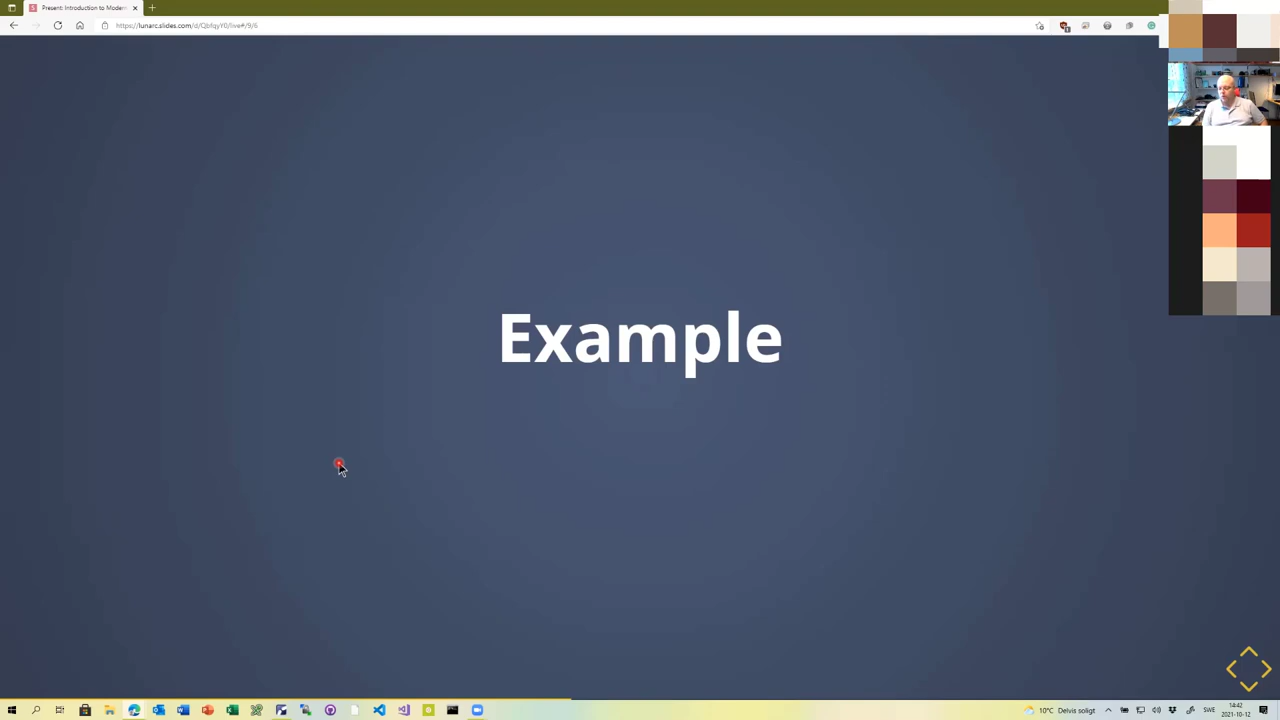 Present: Introduction to Modern
https://lunarc.slides.com/d/QbfqyY0/live#/9/6
Example
10°C Delvis soligt
SWE
14:42
2021-10-12